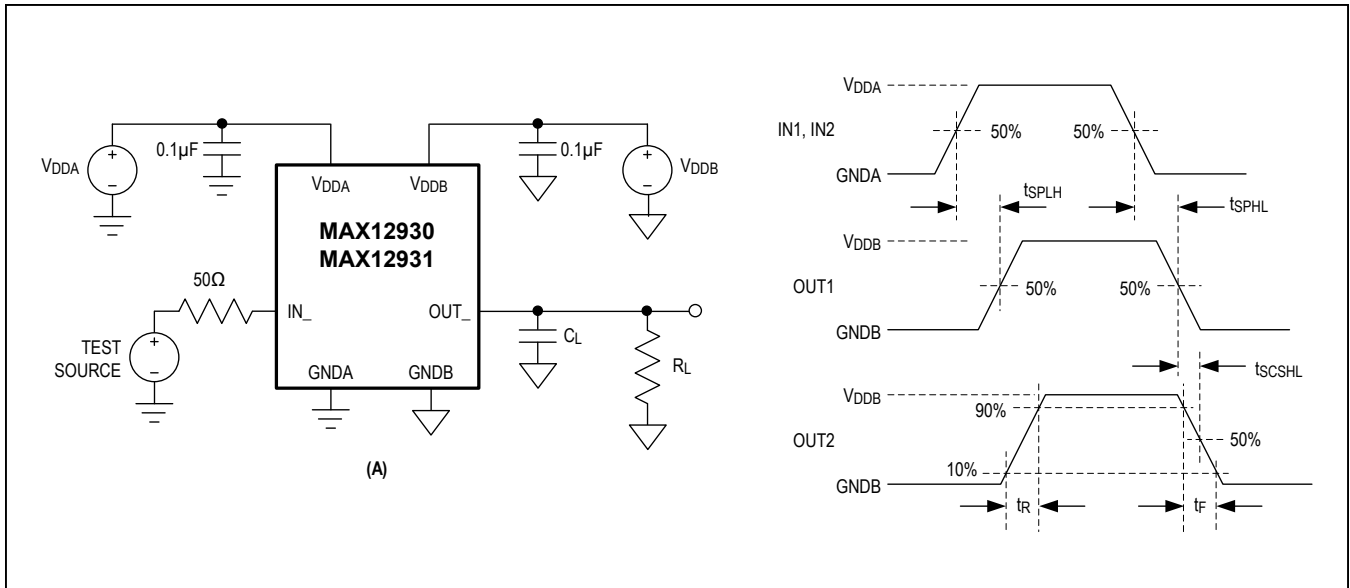 VDDA
0.1µF
0.1µF
VDDB
VDDA VDDB
MAX12930
MAX12931
50Ω
IN_
OUT_
TEST
SOURCE
CL
RL
GNDA GNDB
(A)
VDDA
IN1, IN2
50% 50%
GNDA
tSPLH
tSPHL
VDDB
OUT1
50% 50%
GNDB
tSCSHL
VDDB
90%
OUT2
50%
10%
GNDB
tR
tF